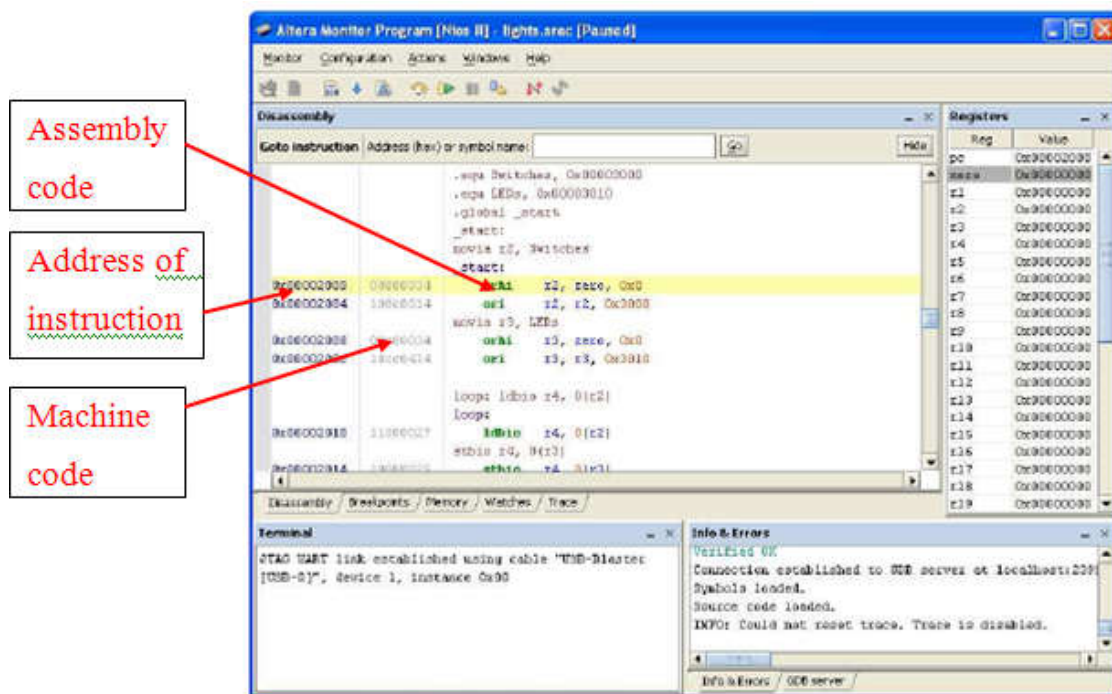 Altera Monitor Program [Nios II] - lights.srec [Paused]
Monitor Configuration Actions Windows Help
Assembly
code
Address of
instruction
Machine
code
Disassembly
Goto instruction Address (hex) or symbol name: Go Hide
.equ Switches, 0x00003000
.equ LEDs, 0x00003010
.global _start
_start:
movia r2, Switches
_start:
0x00002000 orhi r2, zero, 0x0
0x00002004 ori r2, r2, 0x3000
movia r3, LEDs
0x00002008 orhi r3, zero, 0x0
ori r3, r3, 0x3010
loop: ldbio r4, 0(r2)
loop:
0x00002010 ldbio r4, 0(r2)
stbio r4, 0(r3)
0x00002014 stbio r4, 0(r3)
Disassembly / Breakpoints / Memory / Watches / Trace /
Registers
Reg Value
pc 0x00002000
zero 0x00000000
r1 0x00000000
r2 0x00000000
r3 0x00000000
r4 0x00000000
r5 0x00000000
r6 0x00000000
r7 0x00000000
r8 0x00000000
r9 0x00000000
r10 0x00000000
r11 0x00000000
r12 0x00000000
r13 0x00000000
r14 0x00000000
r15 0x00000000
r16 0x00000000
r17 0x00000000
r18 0x00000000
r19 0x00000000
Terminal
JTAG UART link established using cable "USB-Blaster
[USB-0]", device 1, instance 0x00
Info & Errors
Verified OK
Connection established to GDB server at localhost:
Symbols loaded.
Source code loaded.
INFO: Could not reset trace. Trace is disabled.
Info & Errors / GDB server /